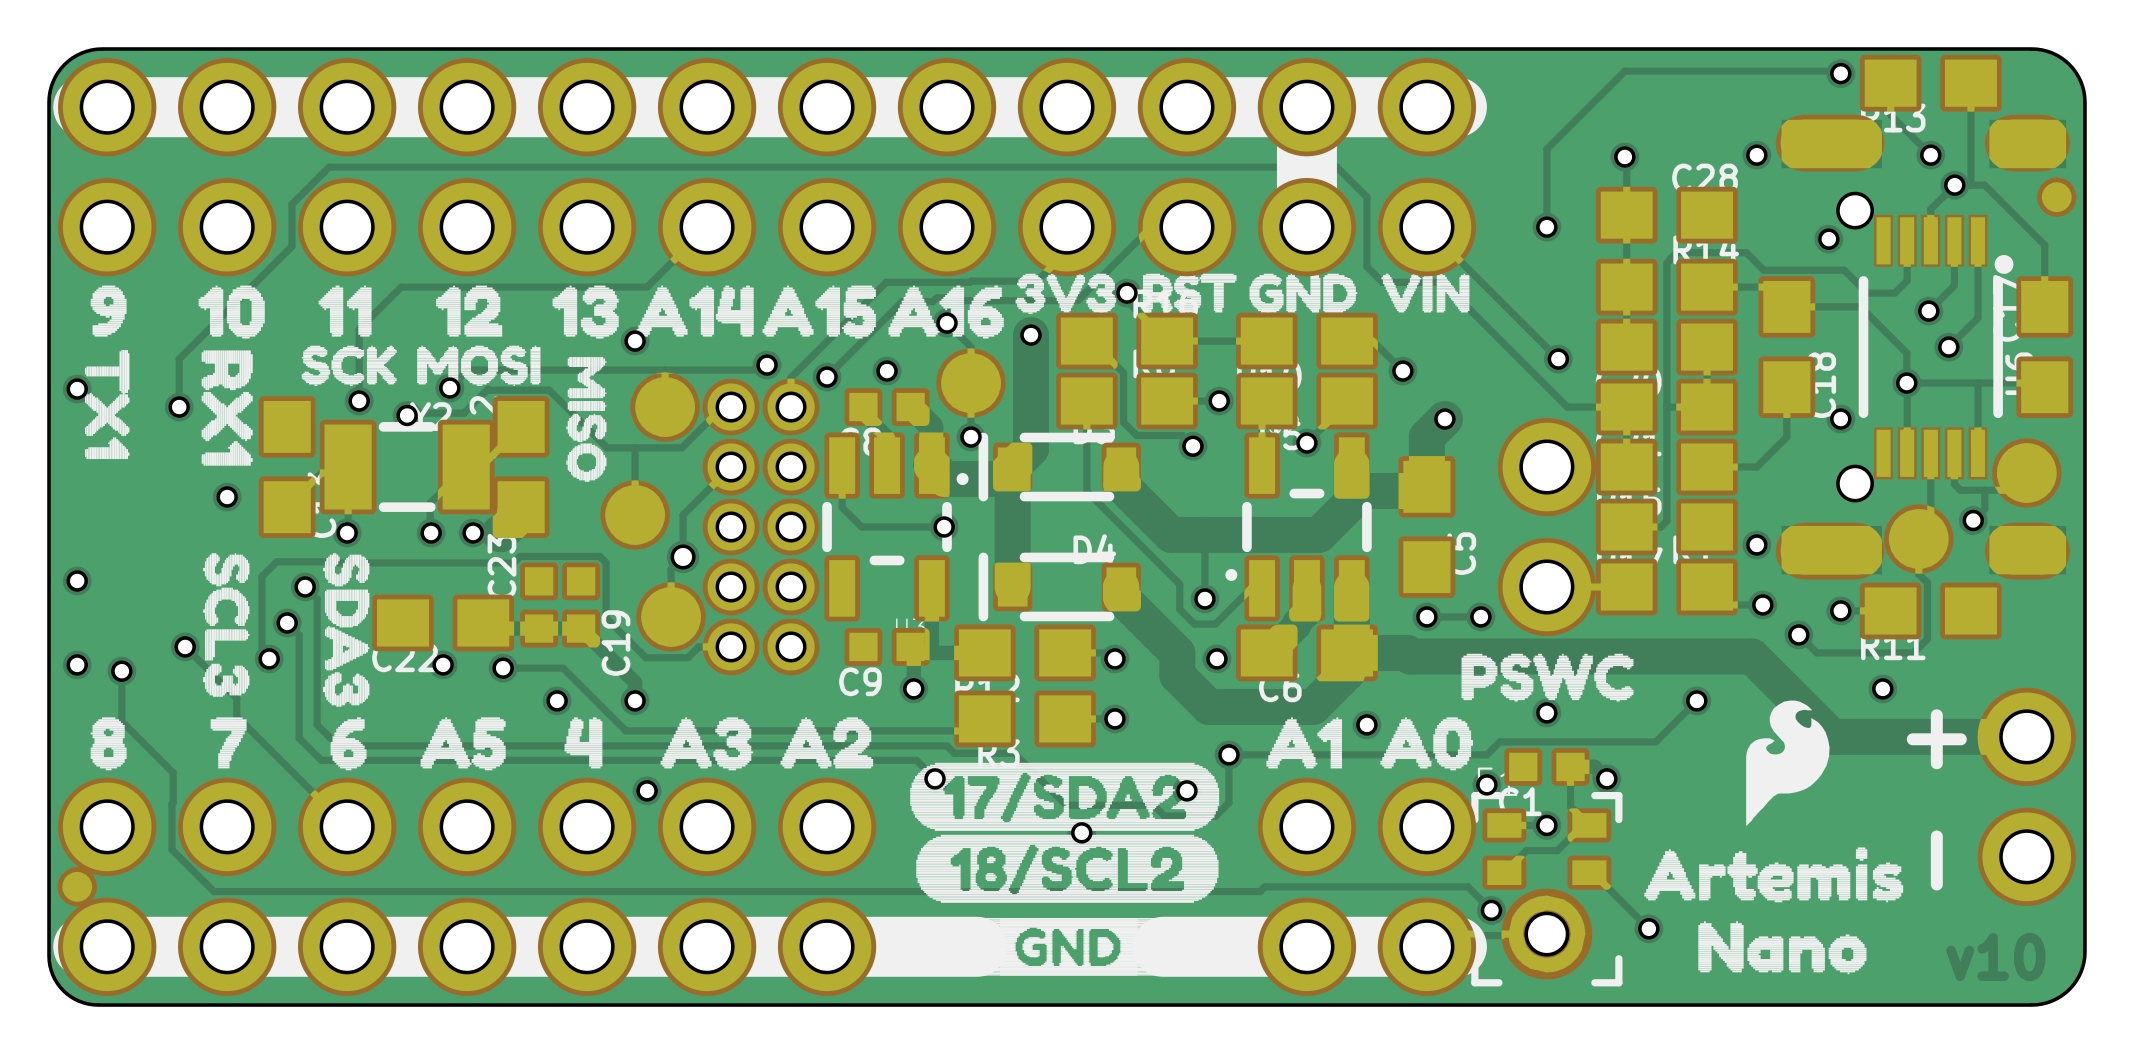 R13
C28
R14
9 10 11 12 13 A14 A15 A16 3V3 RST GND VIN
TX1 RX1 SCK MOSI MISO
C18
Y2
D4
C5
C23
SCL3 SDA3
C19
C22
C9
C6
R11
PSWC
8 7 6 A5 4 A3 A2 A1 A0
R3
17/SDA2
C1
18/SCL2
Artemis
Nano
GND
v10